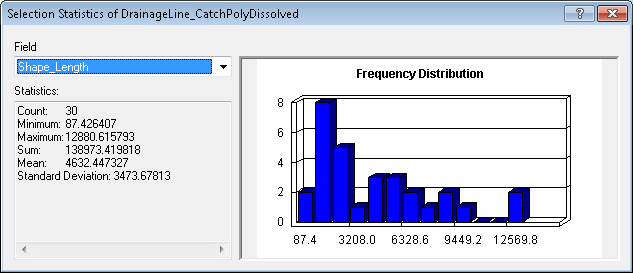 Selection Statistics of DrainageLine_CatchPolyDissolved
Field
Shape_Length
Statistics:
Count: 30
Minimum: 87.426407
Maximum: 12880.615793
Sum: 138973.419818
Mean: 4632.447327
Standard Deviation: 3473.67813
Frequency Distribution
8
6
4
2
0
87.4 3208.0 6328.6 9449.2 12569.8